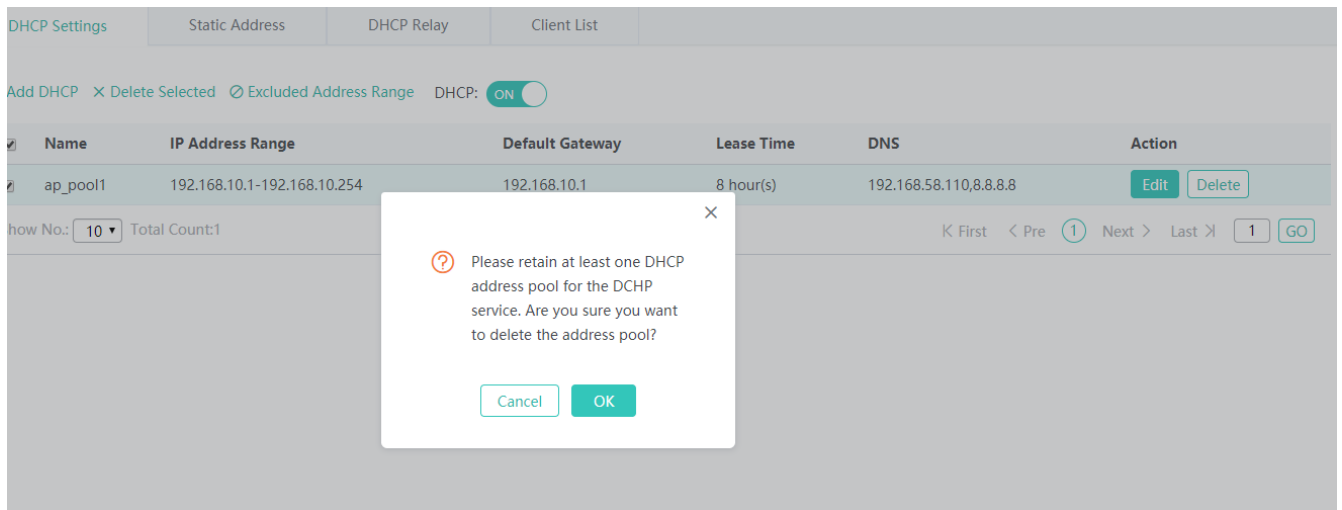 DHCP Settings Static Address DHCP Relay Client List
Add DHCP Delete Selected Excluded Address Range DHCP: ON
Name IP Address Range Default Gateway Lease Time DNS Action
ap_pool1 192.168.10.1-192.168.10.254 192.168.10.1 8 hour(s) 192.168.58.110,8.8.8.8 Edit Delete
how No.: 10 Total Count:1 First Pre 1 Next Last 1 GO
Please retain at least one DHCP
address pool for the DCHP
service. Are you sure you want
to delete the address pool?
Cancel OK